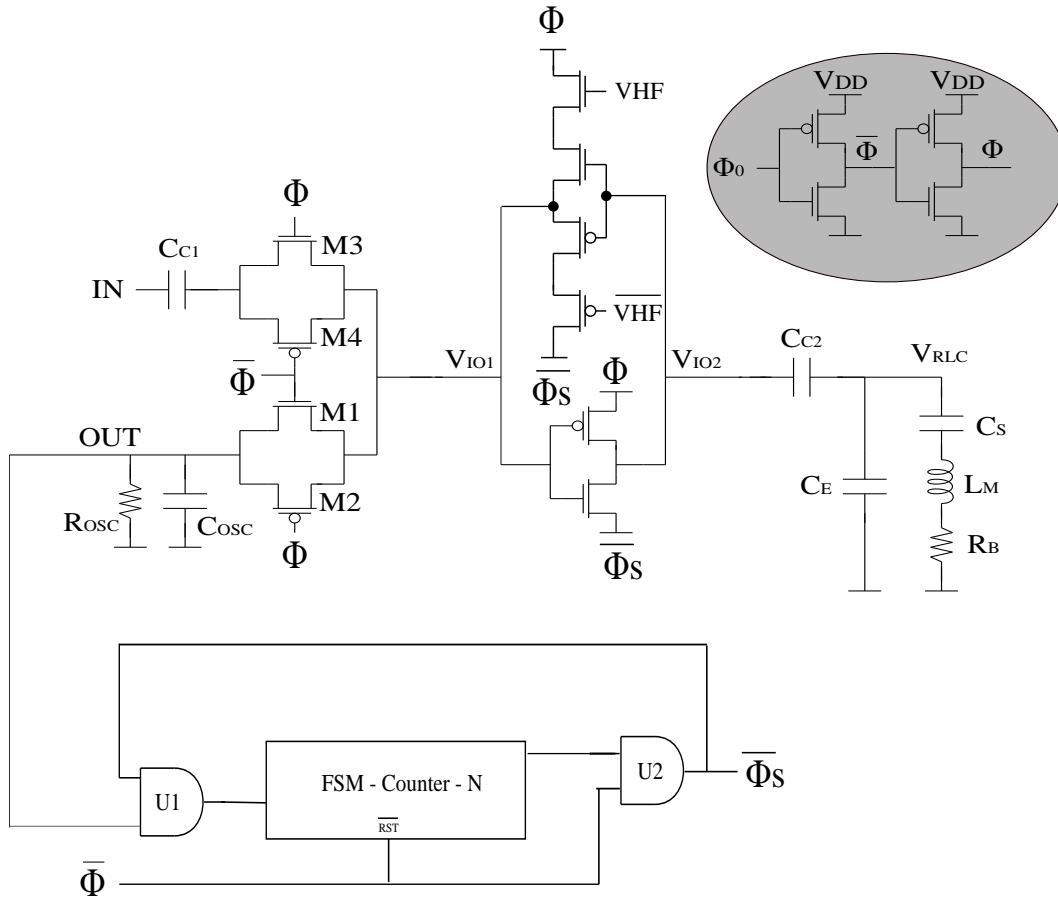 Φ
VHF
VDD
VDD
Φ0
Φ̅
Φ
Φ
CC1
M3
IN
M4
V̅H̅F̅
Φ̅
VIO1
Φ̅S̅
Φ
VIO2
CC2
VRLC
M1
OUT
CS
CE
LM
M2
ROSC
COSC
RB
Φ
Φ̅S̅
U1
FSM - Counter - N
U2
Φ̅S̅
R̅S̅T̅
Φ̅